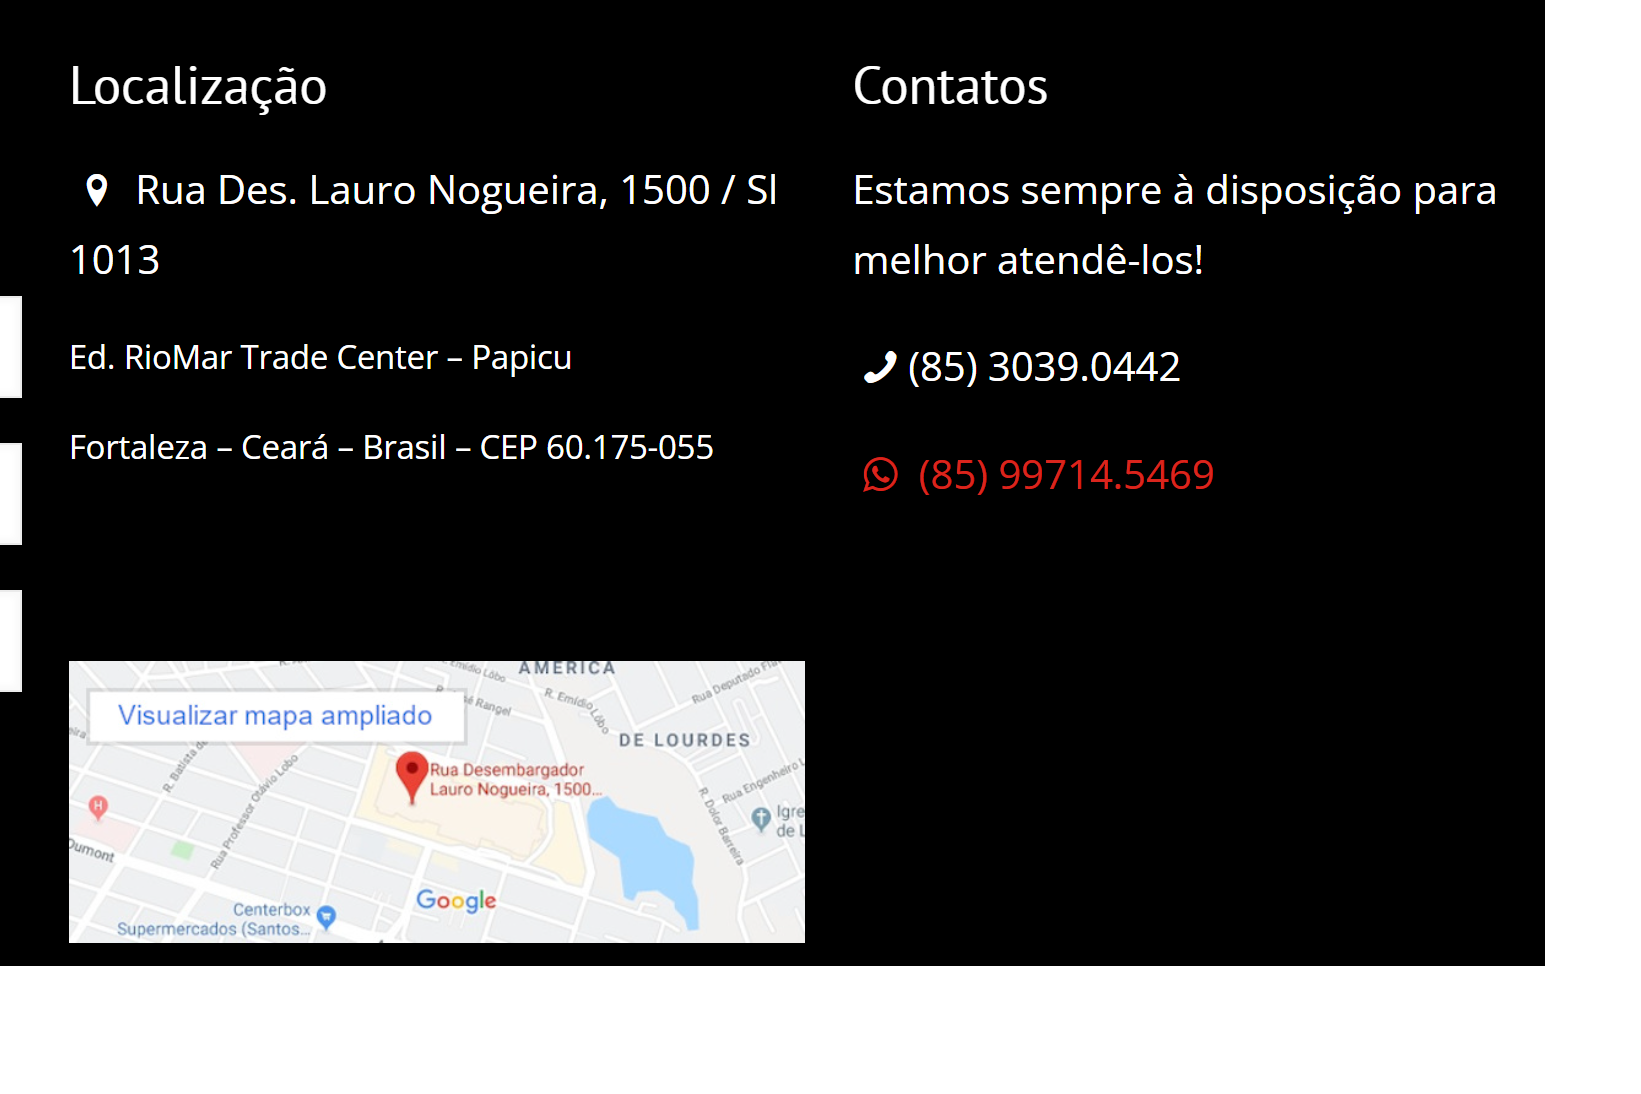 Localização
Rua Des. Lauro Nogueira, 1500 / Sl
1013
Ed. RioMar Trade Center – Papicu
Fortaleza – Ceará – Brasil – CEP 60.175-055
Contatos
Estamos sempre à disposição para
melhor atendê-los!
(85) 3039.0442
(85) 99714.5469
AMERICA
R. Emídio Lôbo
Emídio Lôbo
Rangel
Rua Deputado
Visualizar mapa ampliado
DE LOURDES
Rua Desembargador
Lauro Nogueira, 1500...
R. Batista de
Rua Professor Otávio Lobo
Rua Engenheiro L
R. Dolor Barreira
H
Igre
de L
Dumont
Google
Centerbox
Supermercados (Santos...